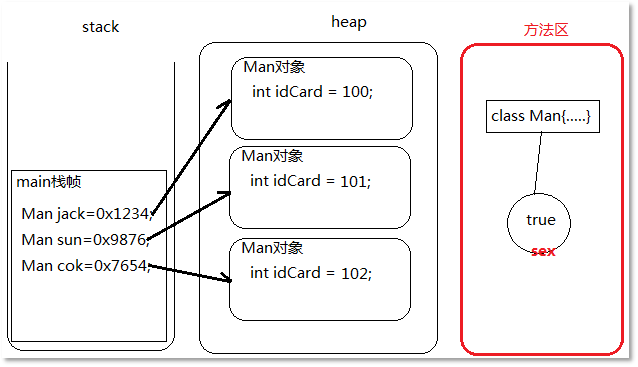 stack
heap
方法区
Man对象
int idCard = 100;
Man对象
int idCard = 101;
Man对象
int idCard = 102;
main栈帧
Man jack=0x1234;
Man sun=0x9876;
Man cok=0x7654;
class Man{.....}
true
sex